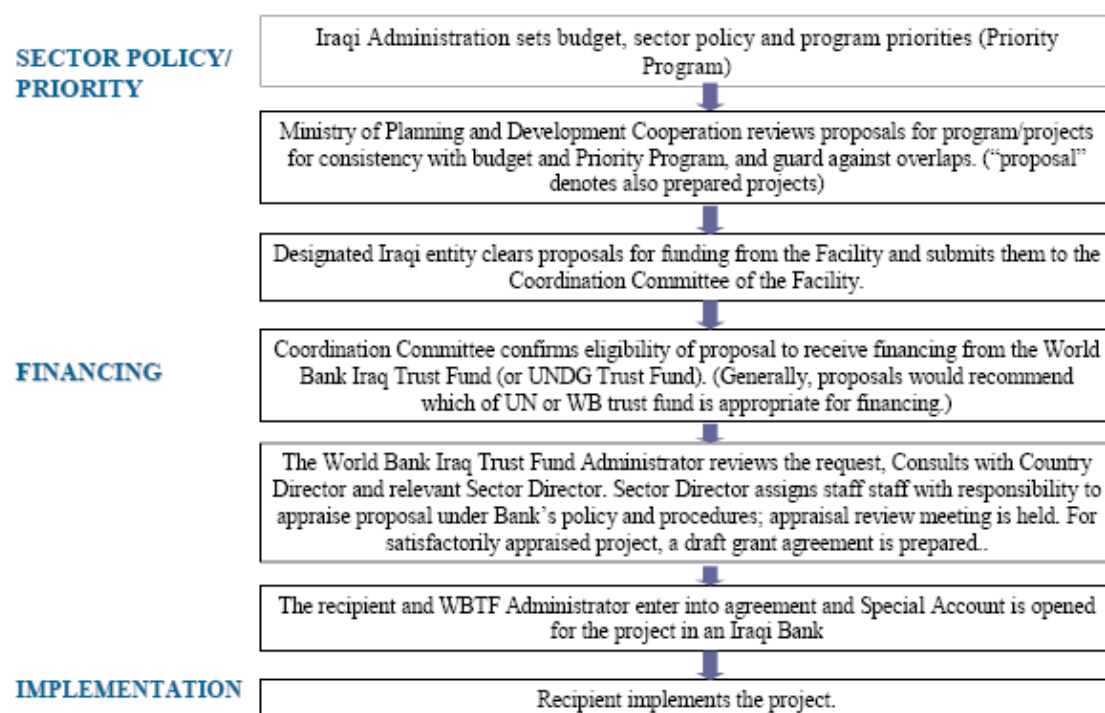 SECTOR POLICY/
PRIORITY
Iraqi Administration sets budget, sector policy and program priorities (Priority
Program)
Ministry of Planning and Development Cooperation reviews proposals for program/projects
for consistency with budget and Priority Program, and guard against overlaps. (“proposal”
denotes also prepared projects)
Designated Iraqi entity clears proposals for funding from the Facility and submits them to the
Coordination Committee of the Facility.
FINANCING
Coordination Committee confirms eligibility of proposal to receive financing from the World
Bank Iraq Trust Fund (or UNDG Trust Fund). (Generally, proposals would recommend
which of UN or WB trust fund is appropriate for financing.)
The World Bank Iraq Trust Fund Administrator reviews the request, Consults with Country
Director and relevant Sector Director. Sector Director assigns staff staff with responsibility to
appraise proposal under Bank’s policy and procedures; appraisal review meeting is held. For
satisfactorily appraised project, a draft grant agreement is prepared..
The recipient and WBTF Administrator enter into agreement and Special Account is opened
for the project in an Iraqi Bank
IMPLEMENTATION
Recipient implements the project.